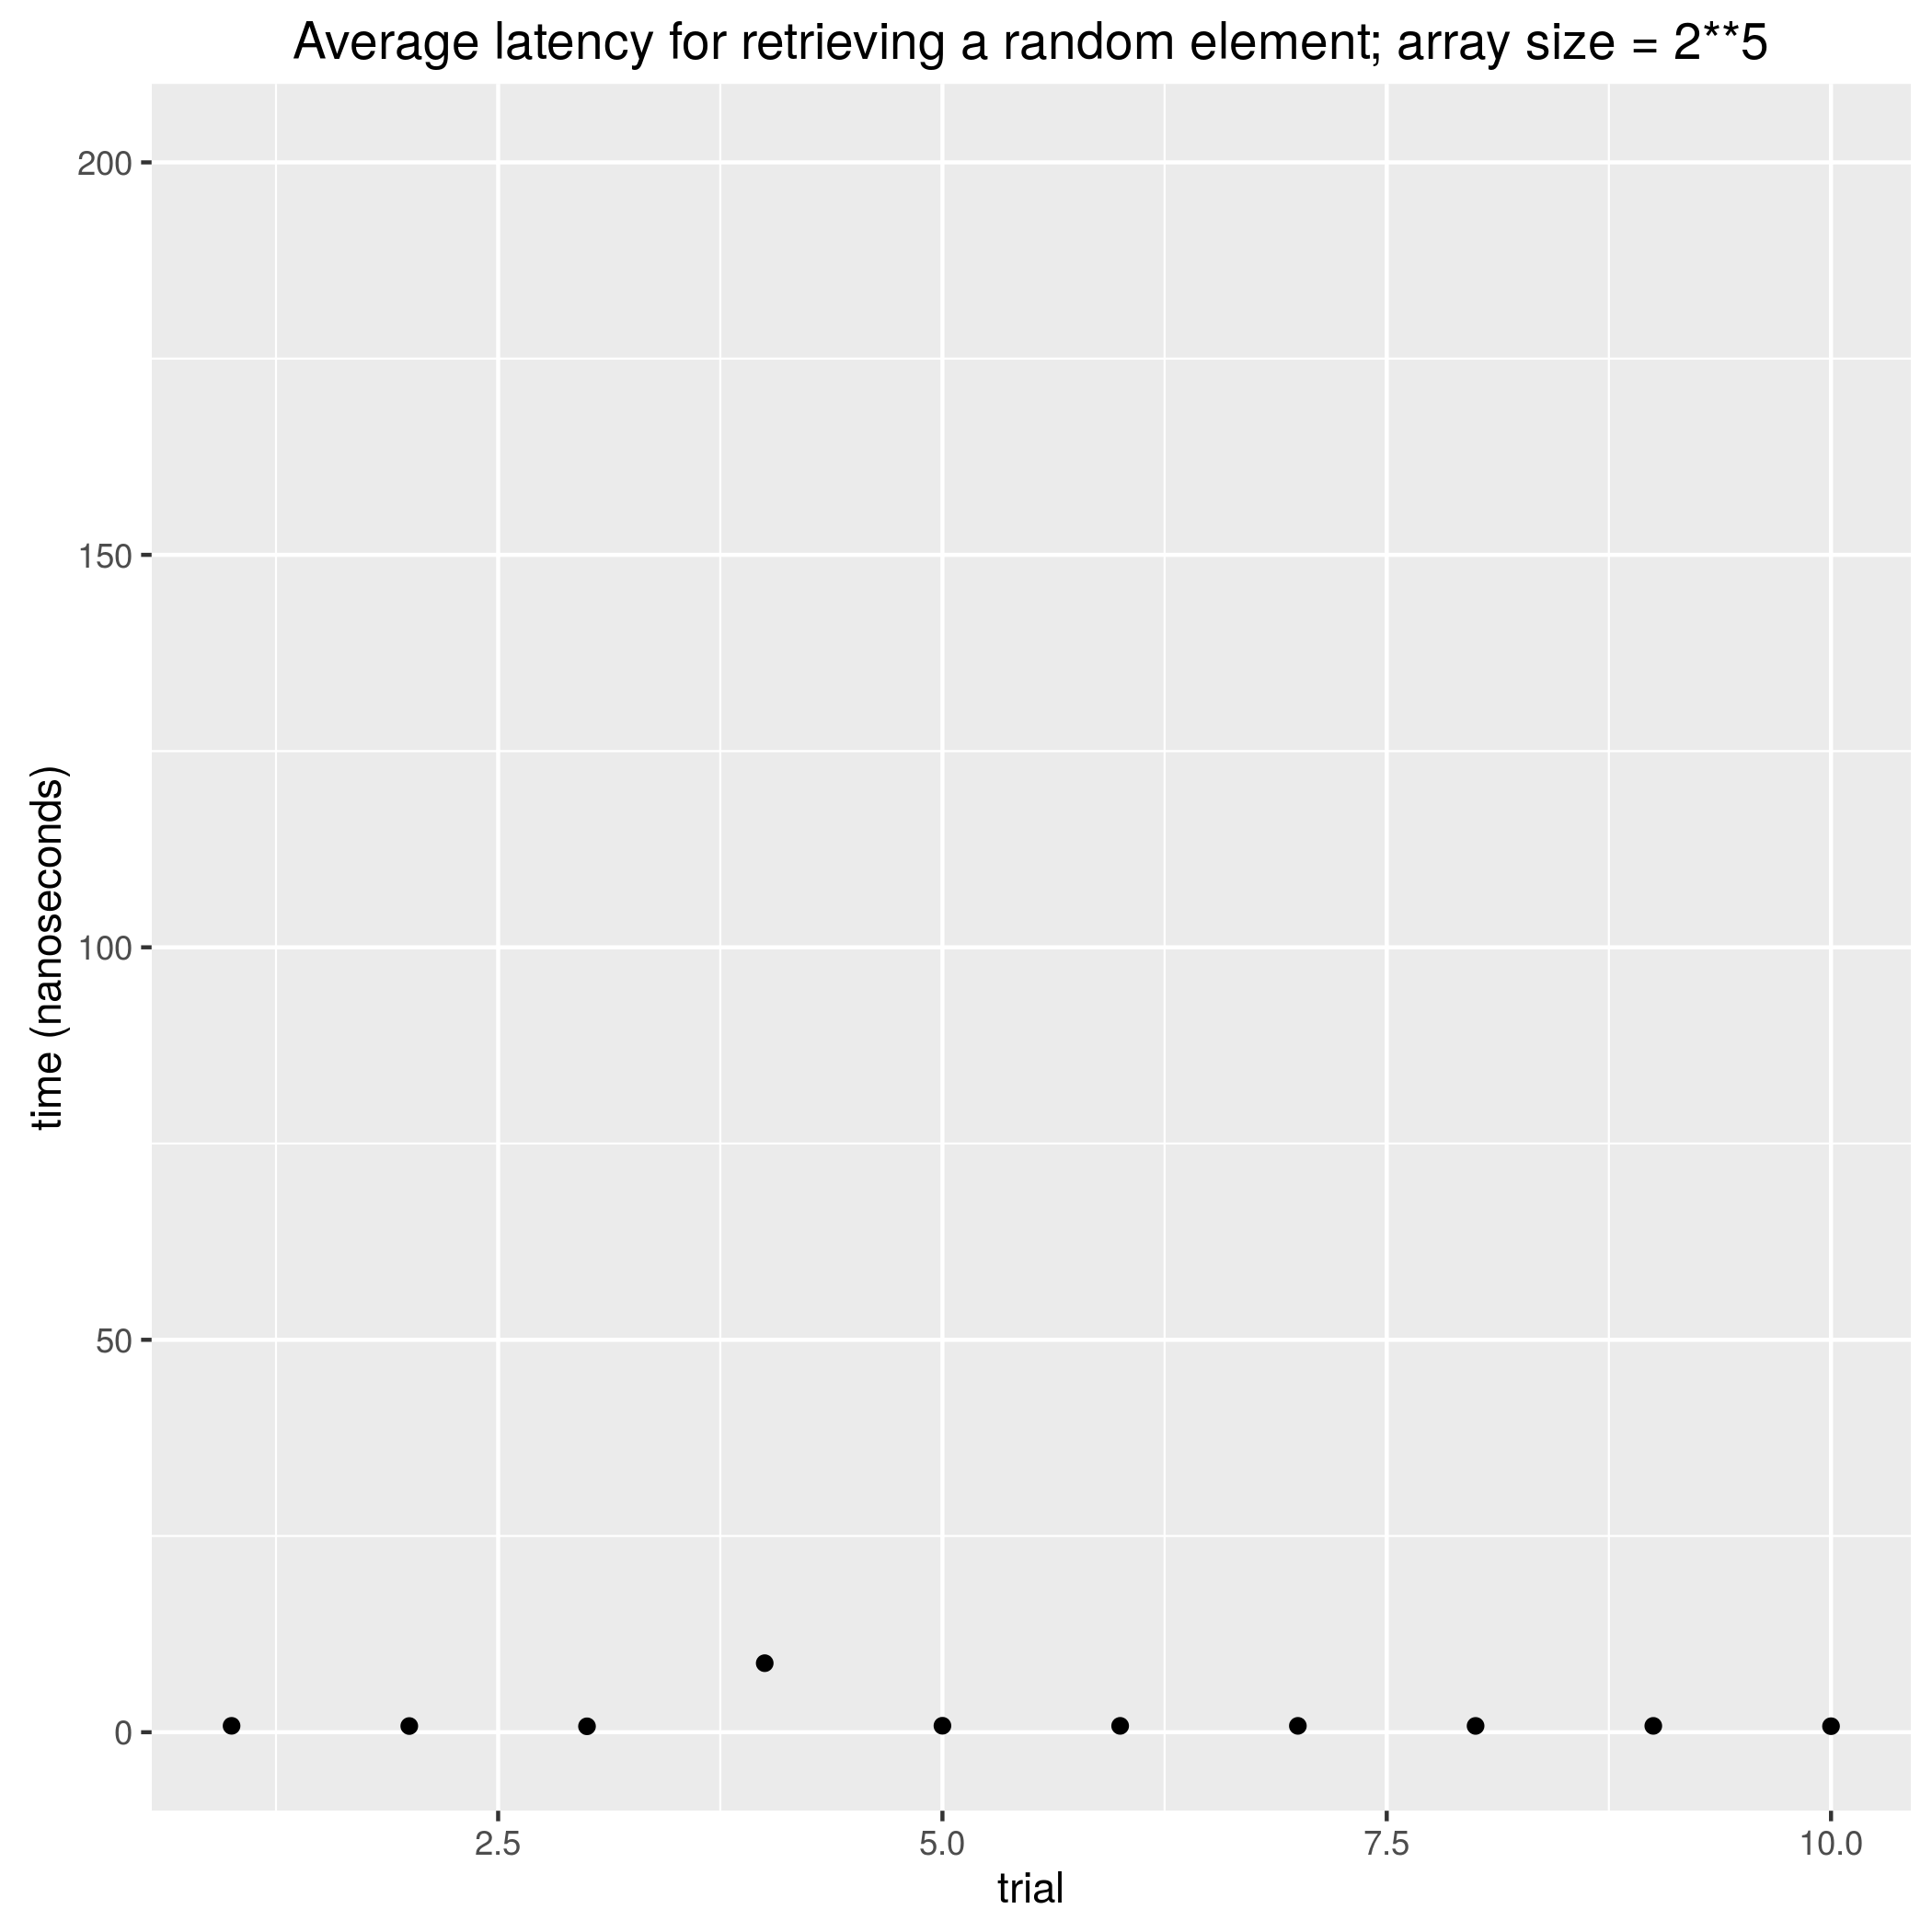 Average latency for retrieving a random element; array size = 2**5
200
150
100
50
0
time (nanoseconds)
2.5 5.0 7.5 10.0
trial